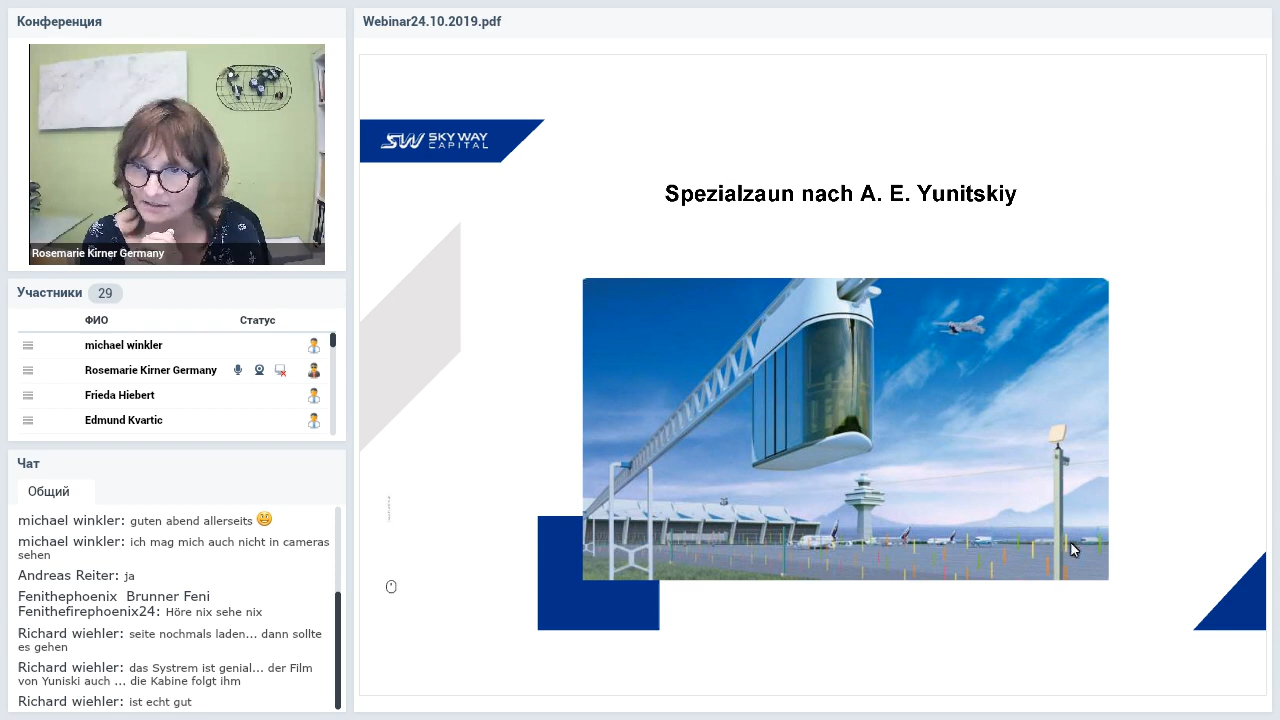 Конференция
Rosemarie Kirner Germany
Участники 29
ФИО Статус
michael winkler
Rosemarie Kirner Germany
Frieda Hiebert
Edmund Kvartic
Чат
Общий
michael winkler: guten abend allerseits
michael winkler: ich mag mich auch nicht in cameras
sehen
Andreas Reiter: ja
Fenithephoenix Brunner Feni
Fenithefirephoenix24: Höre nix sehe nix
Richard wiehler: seite nochmals laden... dann sollte
es gehen
Richard wiehler: das Systrem ist genial... der Film
von Yuniski auch ... die Kabine folgt ihm
Richard wiehler: ist echt gut
Webinar24.10.2019.pdf
SW SKY WAY
CAPITAL
Spezialzaun nach A. E. Yunitskiy